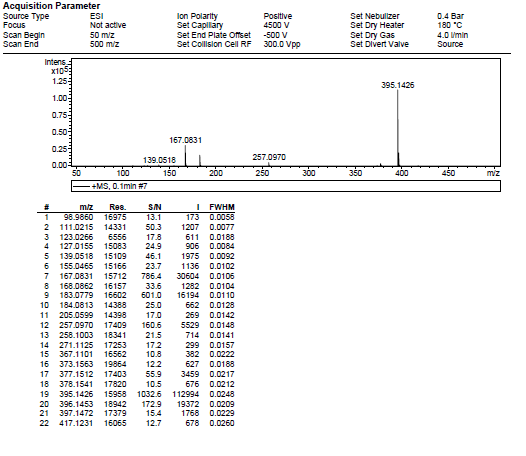 Acquisition Parameter
Source Type ESI Ion Polarity Positive Set Nebulizer 0.4 Bar
Focus Not active Set Capillary 4500 V Set Dry Heater 180 °C
Scan Begin 50 m/z Set End Plate Offset -500 V Set Dry Gas 4.0 l/min
Scan End 500 m/z Set Collision Cell RF 300.0 Vpp Set Divert Valve Source
Intens.
x105
1.25
395.1426
1.00
0.75
0.50
167.0831
0.25
139.0518 257.0970
0.00
50 100 150 200 250 300 350 400 450 m/z
+MS, 0.1min #7
# m/z Res. S/N I FWHM
1 98.9860 16975 13.1 173 0.0058
2 111.0215 14331 50.3 1207 0.0077
3 123.0266 6556 17.8 611 0.0188
4 127.0155 15083 24.9 906 0.0084
5 139.0518 15109 46.1 1975 0.0092
6 155.0465 15166 23.7 1136 0.0102
7 167.0831 15712 786.4 30604 0.0106
8 168.0862 16157 33.6 1282 0.0104
9 183.0779 16602 601.0 16194 0.0110
10 184.0813 14388 25.0 662 0.0128
11 205.0599 14398 17.0 269 0.0142
12 257.0970 17409 160.6 5529 0.0148
13 258.1003 18341 21.5 714 0.0141
14 271.1125 17253 17.2 299 0.0157
15 367.1101 16562 10.8 382 0.0222
16 373.1563 19864 12.2 627 0.0188
17 377.1512 17403 55.9 3459 0.0217
18 378.1541 17820 10.5 676 0.0212
19 395.1426 15958 1032.6 112994 0.0248
20 396.1453 18942 172.9 19372 0.0209
21 397.1472 17379 15.4 1768 0.0229
22 417.1231 16065 12.7 678 0.0260